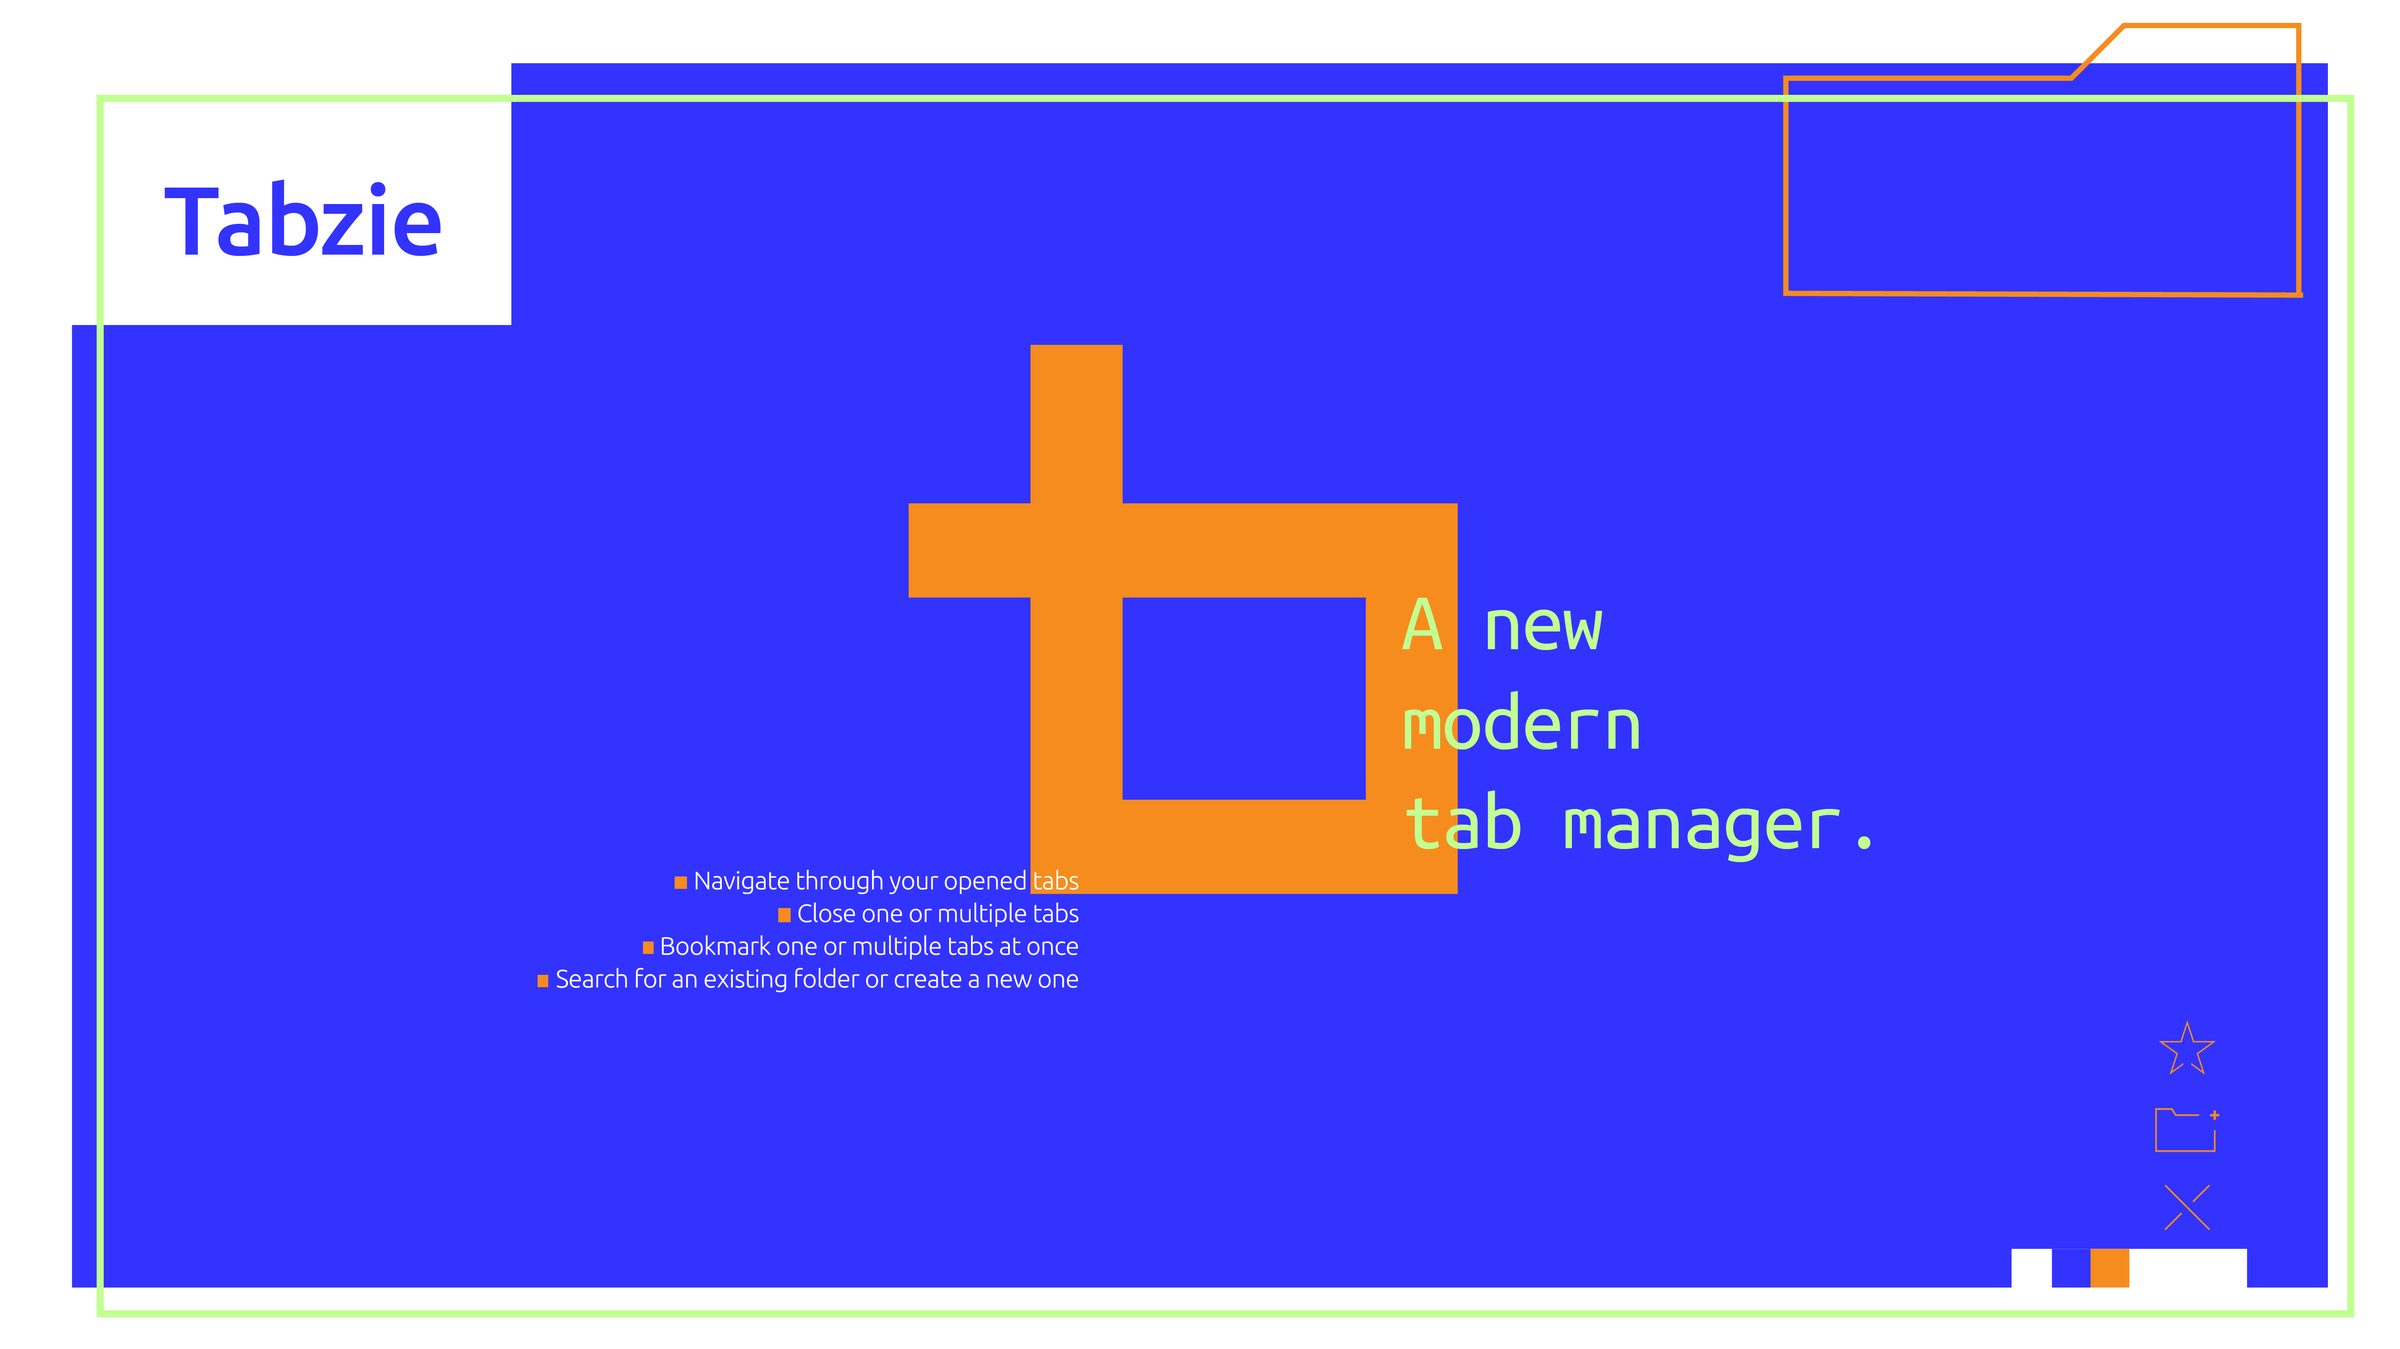 Tabzie
A new
modern
tab manager.
Navigate through your opened tabs
Close one or multiple tabs
Bookmark one or multiple tabs at once
Search for an existing folder or create a new one